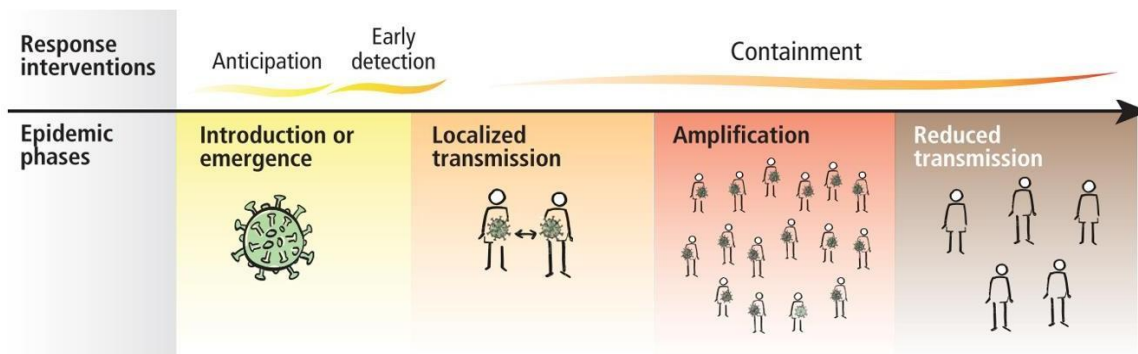 Response
interventions
Anticipation
Early
detection
Containment
Epidemic
phases
Introduction or
emergence
Localized
transmission
Amplification
Reduced
transmission